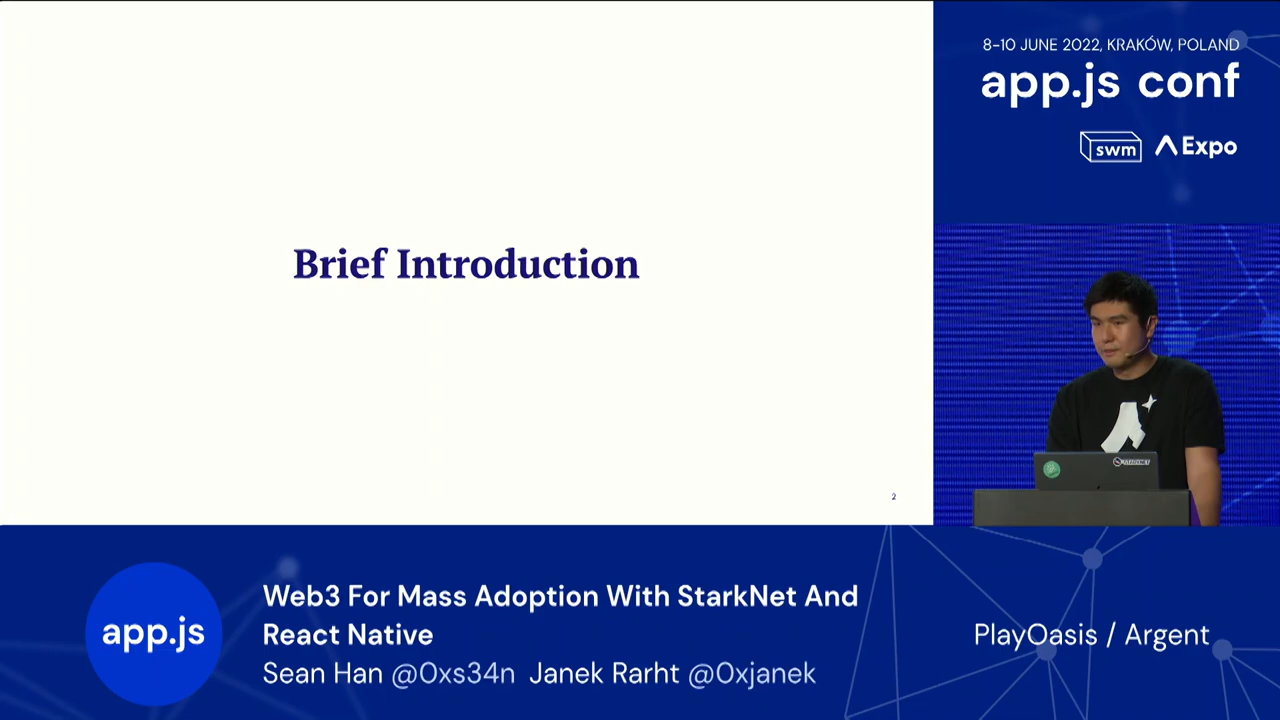 Brief Introduction
2
8-10 JUNE 2022, KRAKÓW, POLAND
app.js conf
swm Expo
app.js
Web3 For Mass Adoption With StarkNet And
React Native
Sean Han @0xs34n Janek Rarht @0xjanek
PlayOasis / Argent